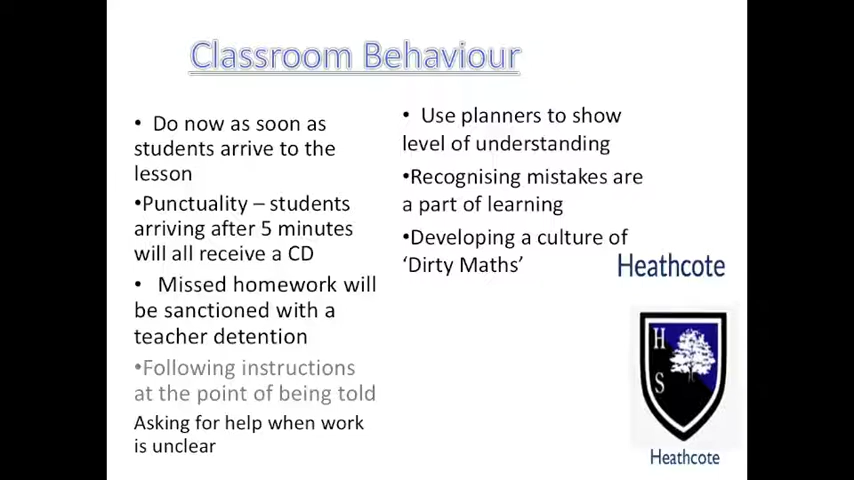 Classroom Behaviour
• Do now as soon as
students arrive to the
lesson
•Punctuality – students
arriving after 5 minutes
will all receive a CD
• Missed homework will
be sanctioned with a
teacher detention
•Following instructions
at the point of being told
Asking for help when work
is unclear
• Use planners to show
level of understanding
•Recognising mistakes are
a part of learning
•Developing a culture of
‘Dirty Maths’
Heathcote
H
S
Heathcote